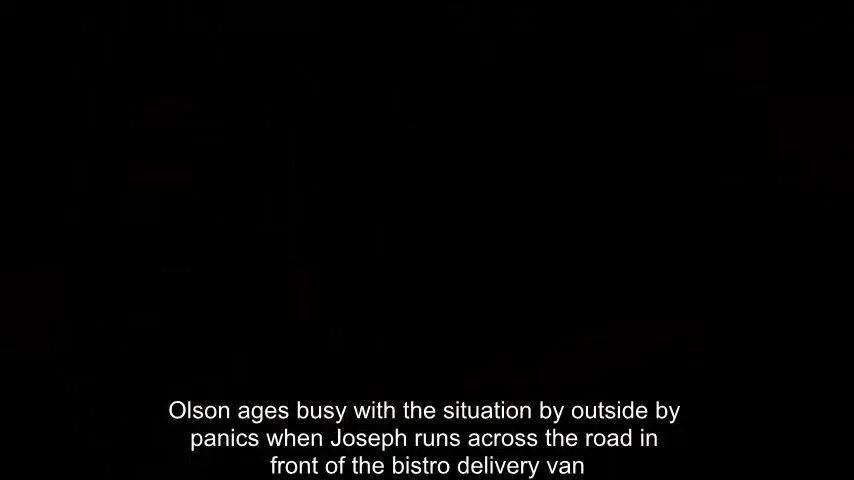 Olson ages busy with the situation by outside by
panics when Joseph runs across the road in
front of the bistro delivery van